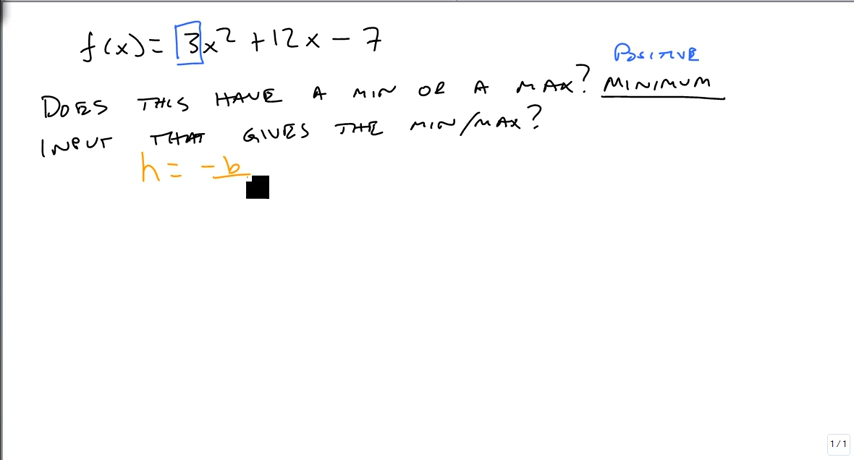 f(x) = 3x² + 12x - 7
POSITIVE
DOES THIS HAVE A MIN OR A MAX? MINIMUM
INPUT THAT GIVES THE MIN/MAX?
h = -b
1 / 1